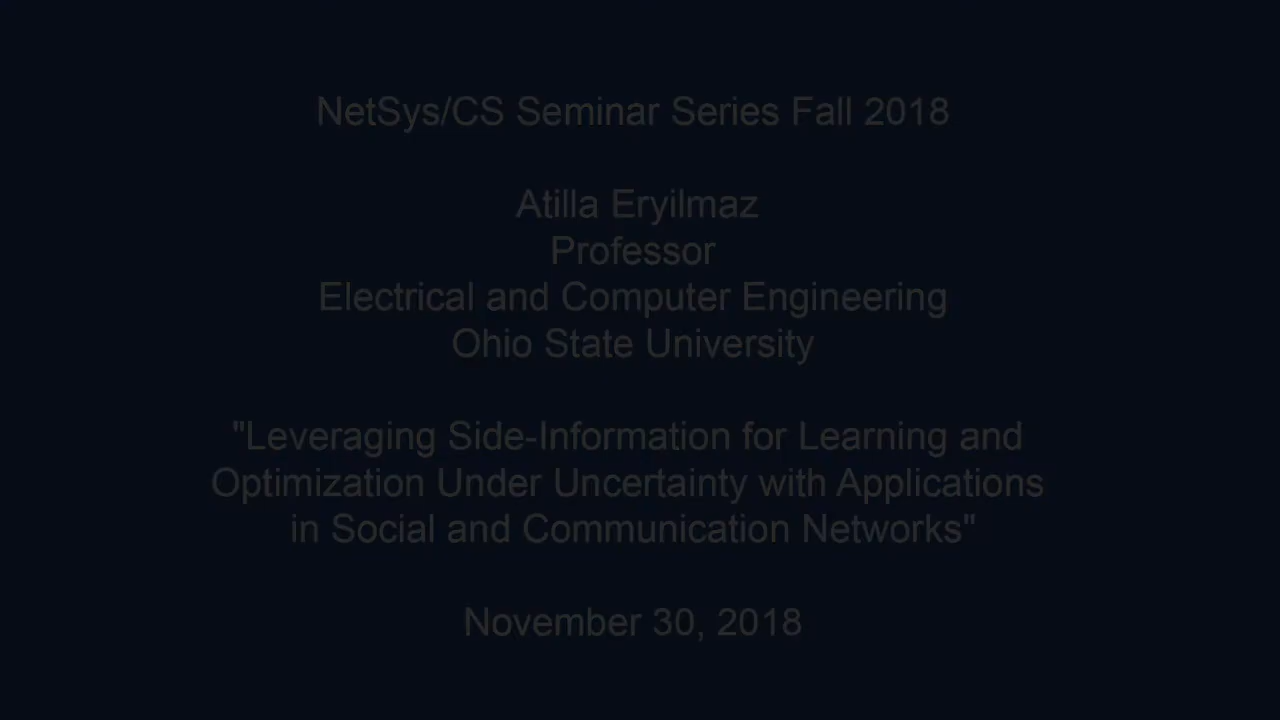 NetSys/CS Seminar Series Fall 2018
Atilla Eryilmaz
Professor
Electrical and Computer Engineering
Ohio State University
"Leveraging Side-Information for Learning and
Optimization Under Uncertainty with Applications
in Social and Communication Networks"
November 30, 2018